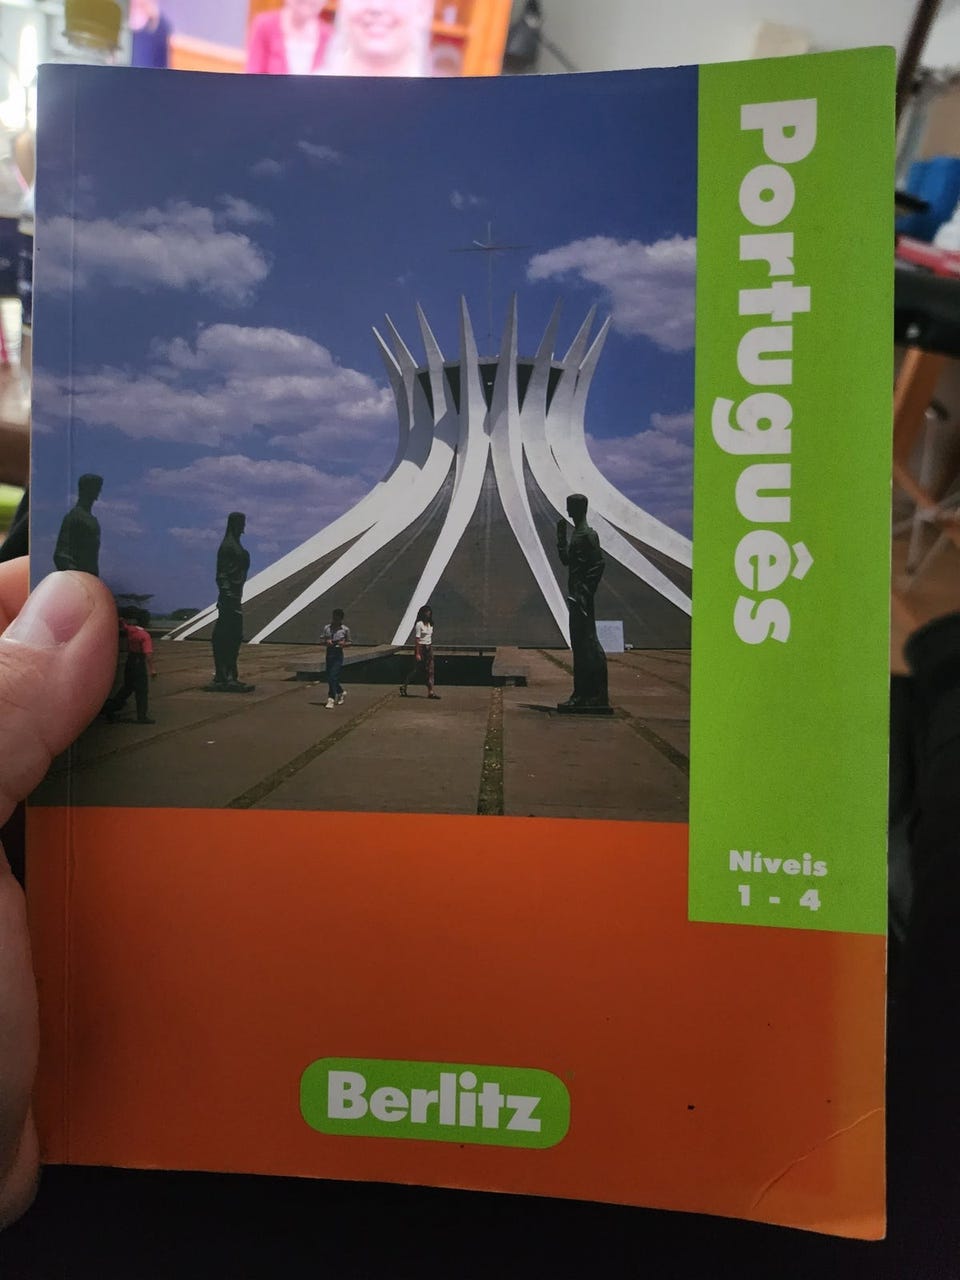 Português
Níveis
1 - 4
Berlitz